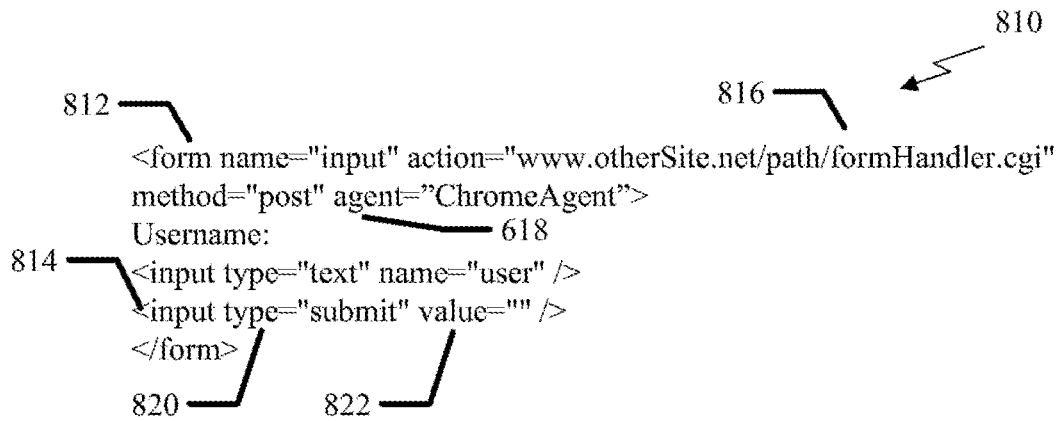 810
812
816
<form name="input" action="www.otherSite.net/path/formHandler.cgi"
method="post" agent=”ChromeAgent”>
Username:
618
814
<input type="text" name="user" />
<input type="submit" value="" />
</form>
820 822